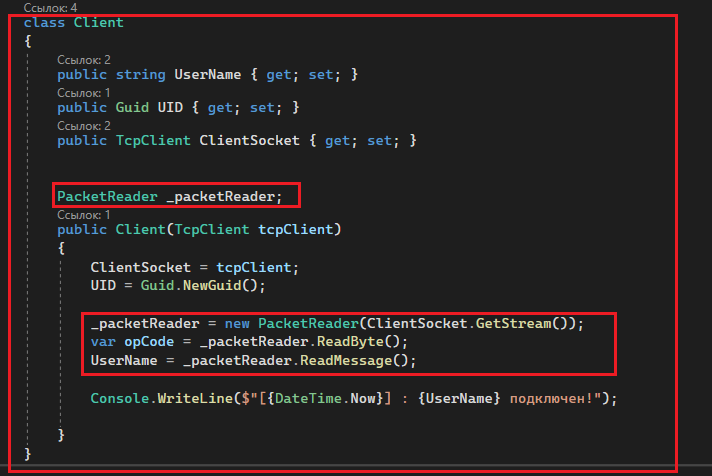 Ссылок: 4
class Client
{
Ссылок: 2
public string UserName { get; set; }
Ссылок: 1
public Guid UID { get; set; }
Ссылок: 2
public TcpClient ClientSocket { get; set; }
PacketReader _packetReader;
Ссылок: 1
public Client(TcpClient tcpClient)
{
ClientSocket = tcpClient;
UID = Guid.NewGuid();
_packetReader = new PacketReader(ClientSocket.GetStream());
var opCode = _packetReader.ReadByte();
UserName = _packetReader.ReadMessage();
Console.WriteLine($"[{DateTime.Now}] : {UserName} подключен!");
}
}